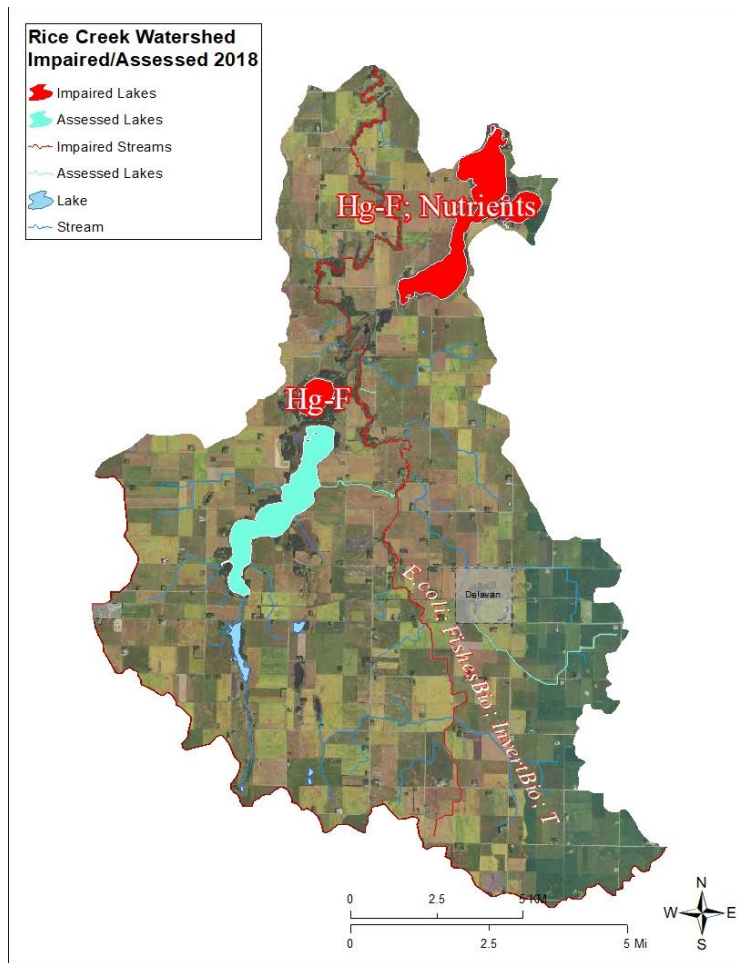 Rice Creek Watershed
Impaired/Assessed 2018
Impaired Lakes
Assessed Lakes
Impaired Streams
Assessed Lakes
Lake
Stream
Hg-F; Nutrients
Hg-F
E.coli; FishesBio; InvertBio; T
Delavan
0 2.5 5 KM
0 2.5 5 Mi
N
W E
S